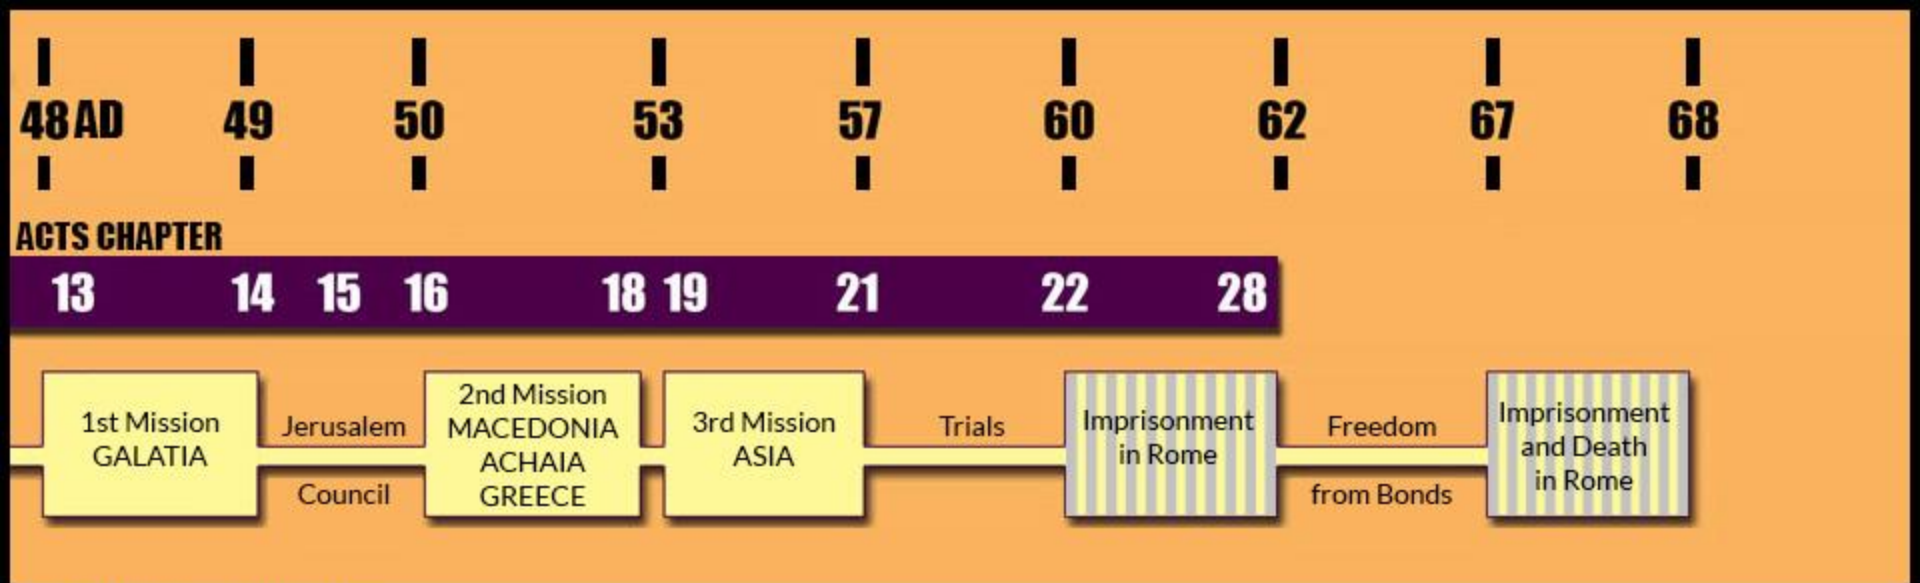 48 AD 49 50 53 57 60 62 67 68
ACTS CHAPTER
13 14 15 16 18 19 21 22 28
1st Mission
GALATIA
Jerusalem
Council
2nd Mission
MACEDONIA
ACHAIA
GREECE
3rd Mission
ASIA
Trials
Imprisonment
in Rome
Freedom
from Bonds
Imprisonment
and Death
in Rome